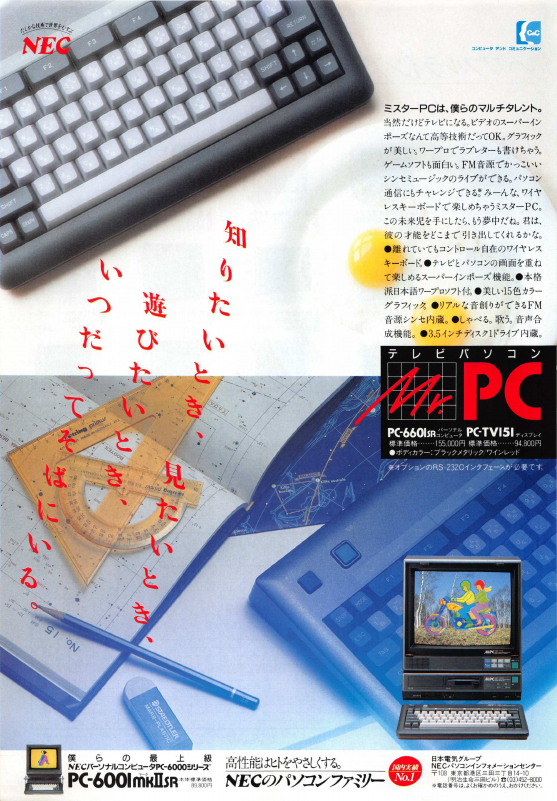 NEC
C&C
コンピュータ アンド コミュニケーション
ミスターPCは、僕らのマルチタレント。
当然だけどテレビになる。ビデオのスーパーイン
ポーズなんて高等技術だってOK。グラフィック
が美しい。ワープロでラブレターも書けちゃう。
ゲームソフトも面白い。FM音源でかっこいい
シンセミュージックのライブができる。パソコン
通信にもチャレンジできる※みーんな、ワイヤ
レスキーボードで楽しめちゃうミスターPC。
この未来児を手にしたら、もう夢中だね。君は、
彼の才能をどこまで引き出してくれるかな。
●離れていてもコントロール自在のワイヤレス
キーボード。●テレビとパソコンの画面を重ね
て楽しめるスーパーインポーズ機能。●本格
派日本語ワープロソフト付。●美しい15色カラー
グラフィック。●リアルな音創りができるFM
音源シンセ内蔵。●しゃべる。歌う。音声合
成機能。●3.5インチディスク1ドライブ内蔵。
知りたいとき、見たいとき、
遊びたいとき、
いつだってそばにいる。
テレビパソコン
Mr.PC
PC-6601SR パーソナルコンピュータ PC-TV151 ディスプレイ
標準価格……155,000円 標準価格……94,800円
●ボディカラー：ブラックメタリック・ワインレッド
※オプションのRS-232Cインタフェースが必要です。
No.15
STAEDTLER
僕らの最上級
NECパーソナルコンピュータPC-6000シリーズ
PC-6001mkⅡSR 本体標準価格 89,800円
高性能はヒトをやさしくする。
NECのパソコンファミリー
国内実績No.1
日本電気グループ
NECパソコンインフォメーションセンター
〒108 東京都港区三田三丁目14-10
(明治生命三田ビル)☎(03)452-8000
※電話番号は、よくお確かめのうえ、おかけください。